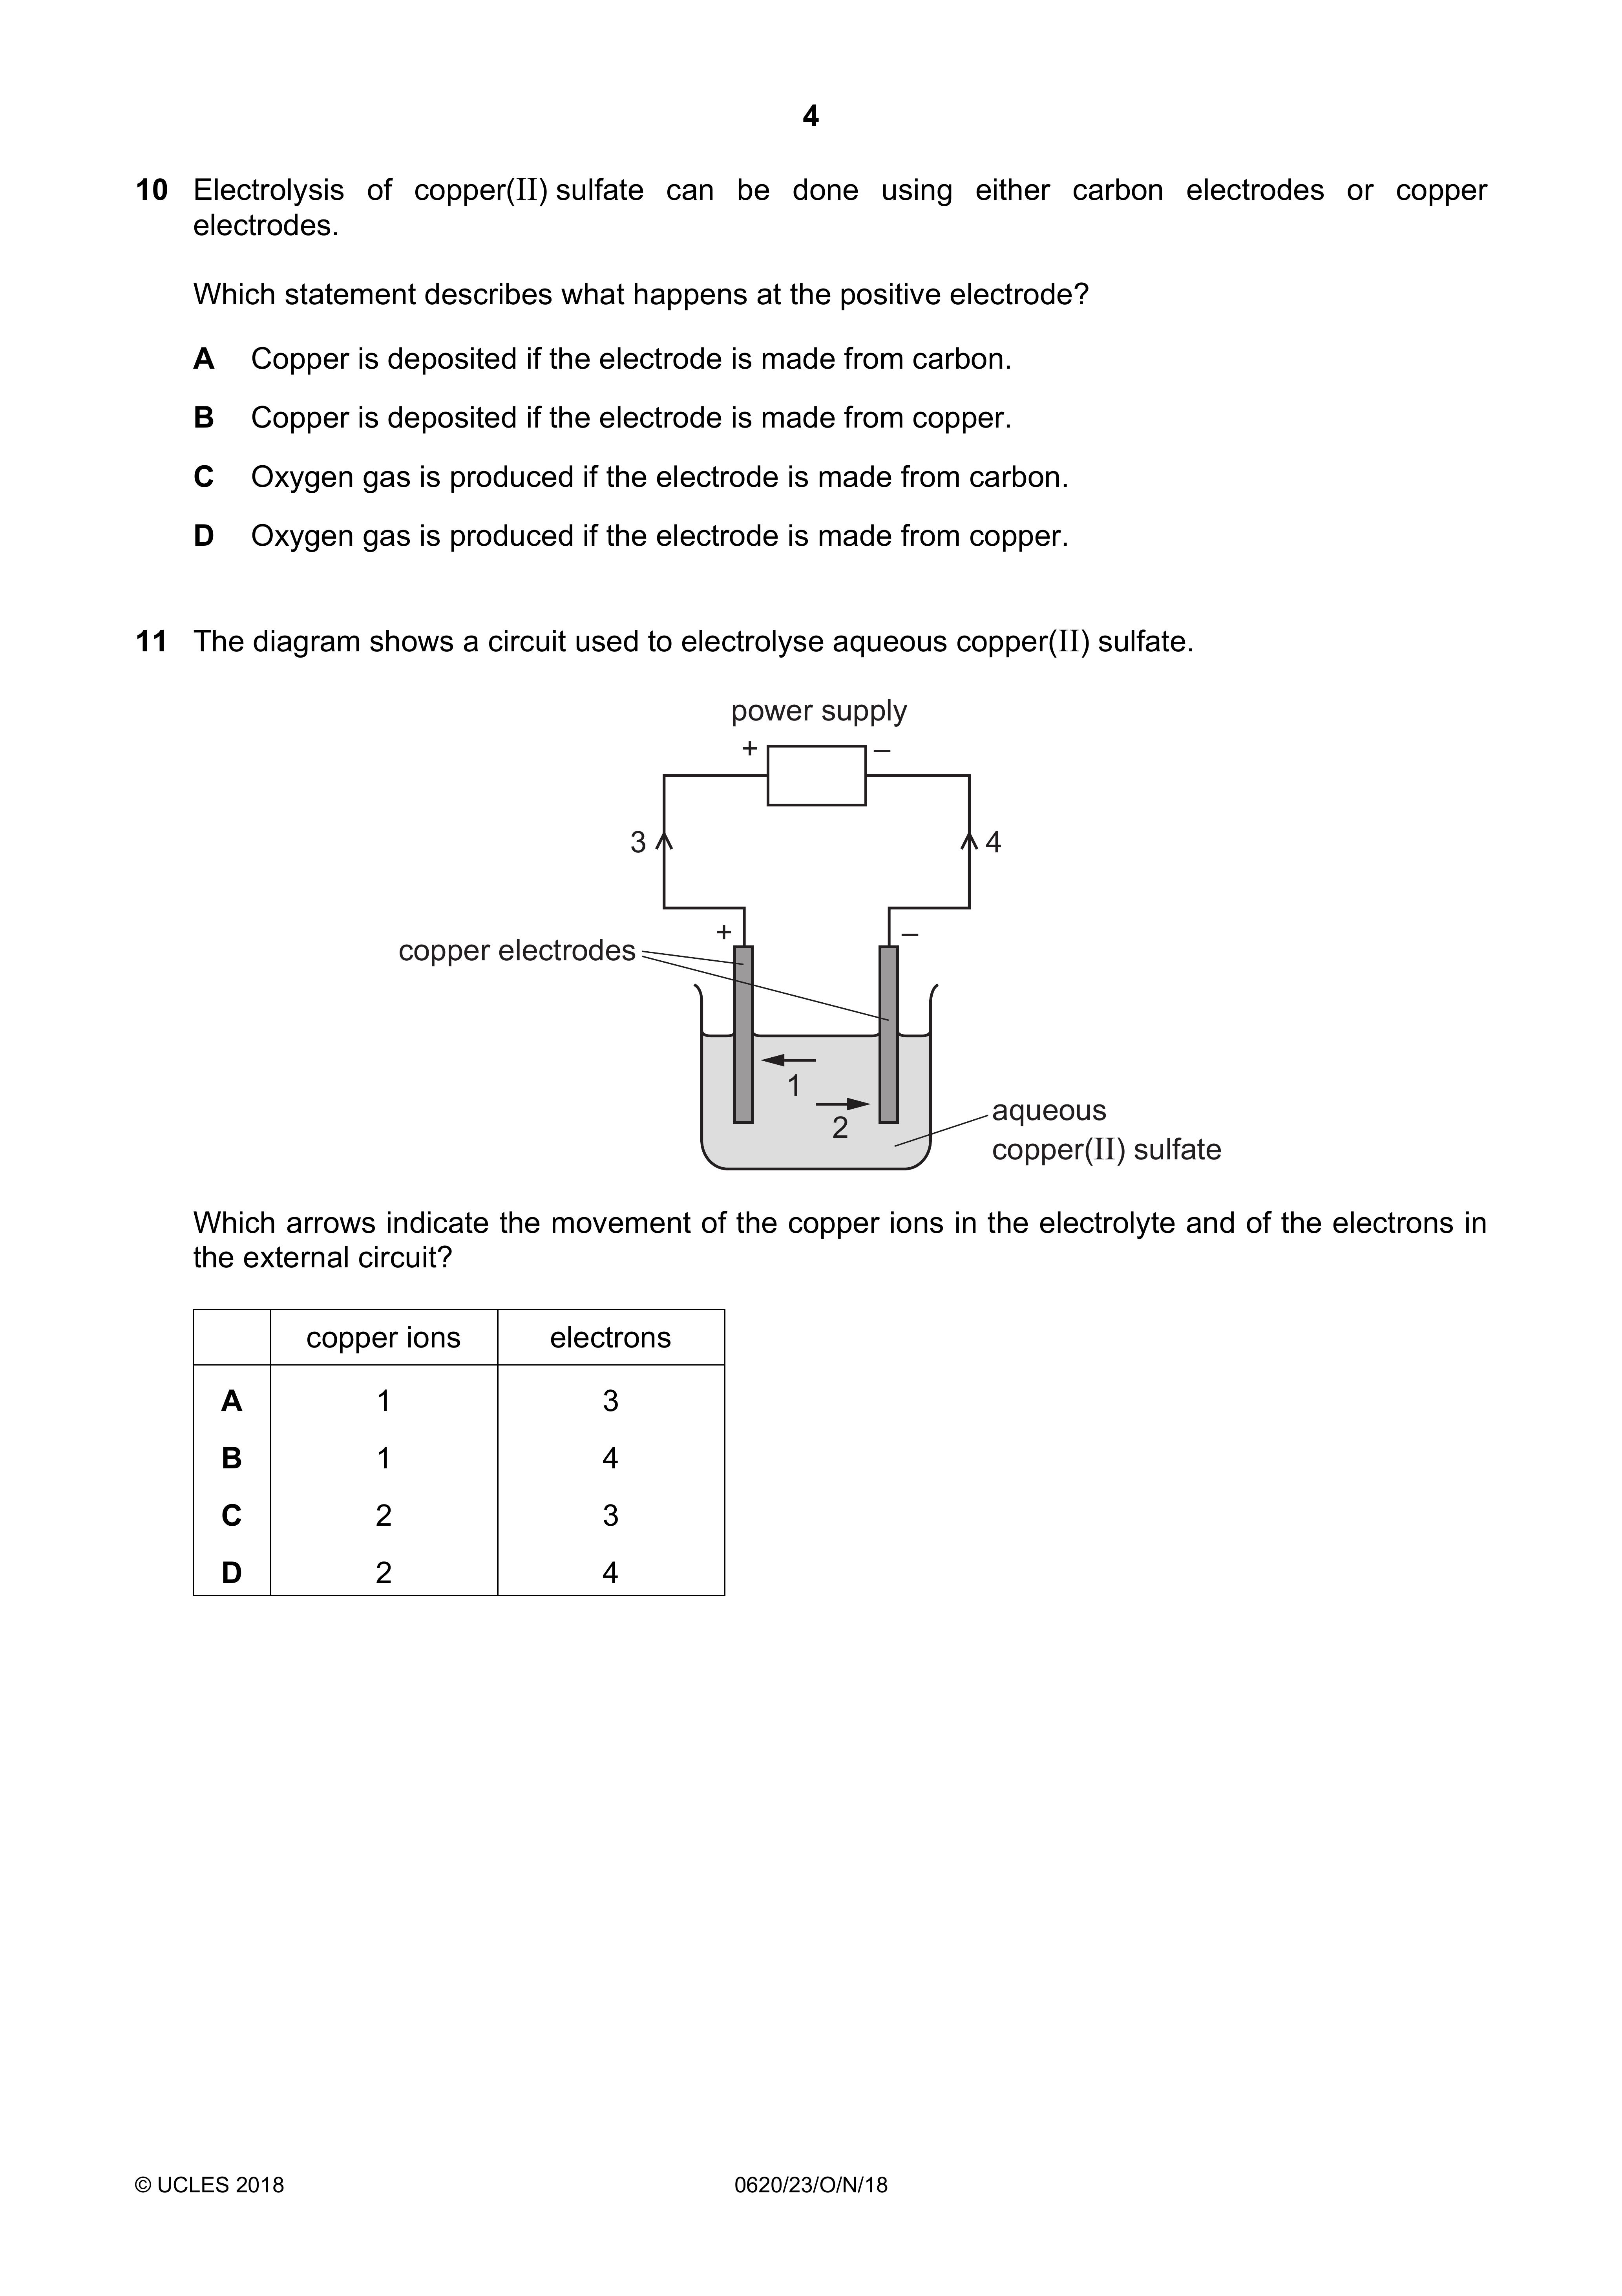 4
10 Electrolysis of copper(II) sulfate can be done using either carbon electrodes or copper
electrodes.
Which statement describes what happens at the positive electrode?
A Copper is deposited if the electrode is made from carbon.
B Copper is deposited if the electrode is made from copper.
C Oxygen gas is produced if the electrode is made from carbon.
D Oxygen gas is produced if the electrode is made from copper.
11 The diagram shows a circuit used to electrolyse aqueous copper(II) sulfate.
power supply
+ –
3 4
+ –
copper electrodes
1
2
aqueous
copper(II) sulfate
Which arrows indicate the movement of the copper ions in the electrolyte and of the electrons in
the external circuit?
copper ions electrons
A 1 3
B 1 4
C 2 3
D 2 4
© UCLES 2018 0620/23/O/N/18